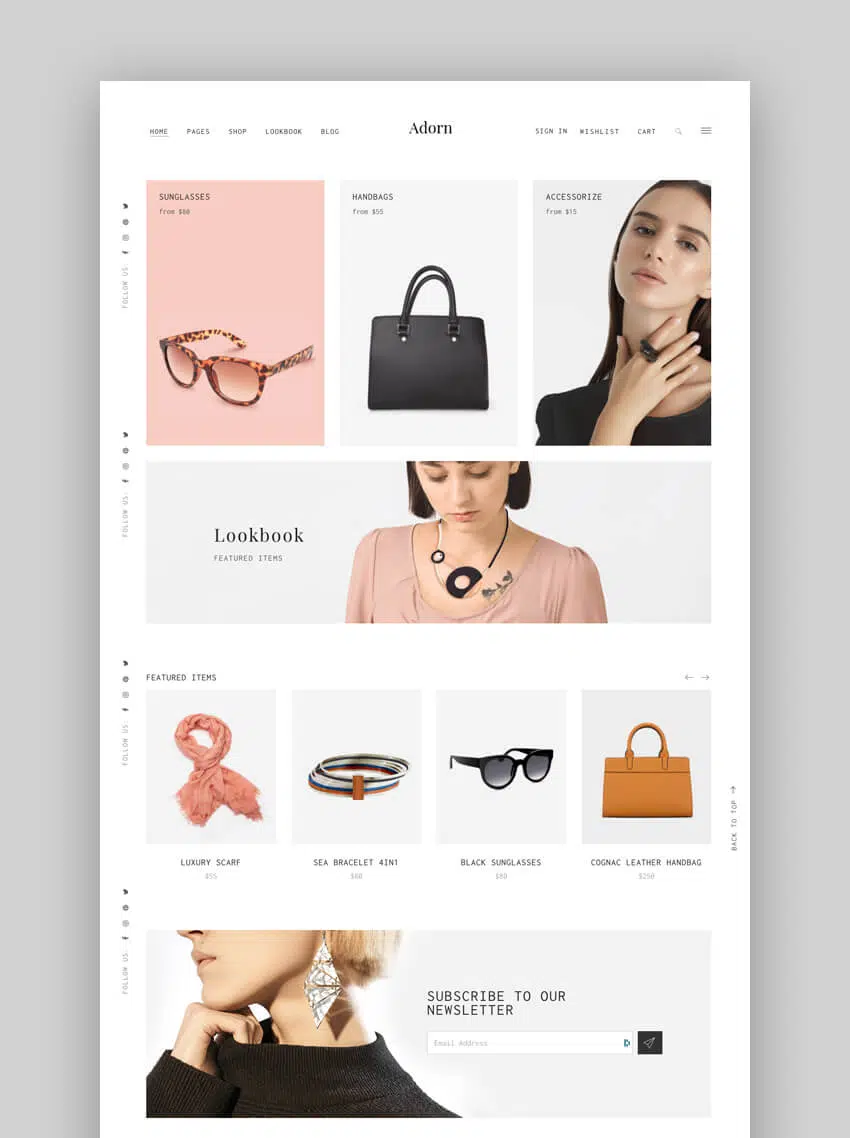 HOME PAGES SHOP LOOKBOOK BLOG Adorn SIGN IN WISHLIST CART
SUNGLASSES
from $60
HANDBAGS
from $55
ACCESSORIZE
from $15
FOLLOW US:
Lookbook
FEATURED ITEMS
FOLLOW US:
FEATURED ITEMS
FOLLOW US:
LUXURY SCARF
$55
SEA BRACELET 4IN1
$60
BLACK SUNGLASSES
$80
COGNAC LEATHER HANDBAG
$250
BACK TO TOP
FOLLOW US:
SUBSCRIBE TO OUR
NEWSLETTER
Email Address